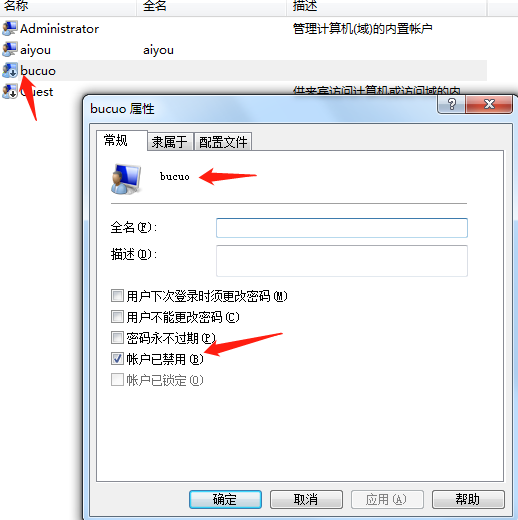 名称 全名 描述
Administrator 管理计算机(域)的内置帐户
aiyou aiyou
bucuo
Guest 供来宾访问计算机或访问域的内
bucuo 属性
常规 隶属于 配置文件
bucuo
全名(F):
描述(D):
用户下次登录时须更改密码(M)
用户不能更改密码(C)
密码永不过期(P)
帐户已禁用(B)
帐户已锁定(O)
确定 取消 应用(A) 帮助